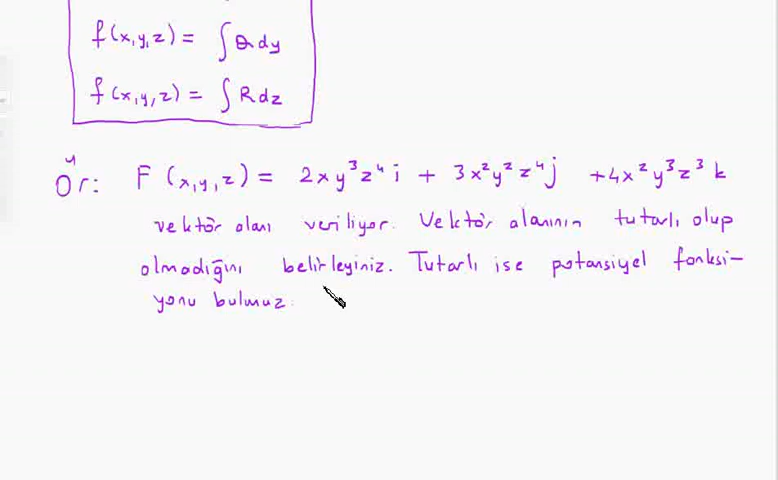 f(x,y,z) = ∫Q dy
f(x,y,z) = ∫R dz
Ör: F(x,y,z) = 2xy³z⁴ i + 3x²y²z⁴ j + 4x²y³z³ k
vektör alanı veriliyor. Vektör alanının tutarlı olup
olmadığını belirleyiniz. Tutarlı ise potansiyel fonksi-
yonu bulunuz.